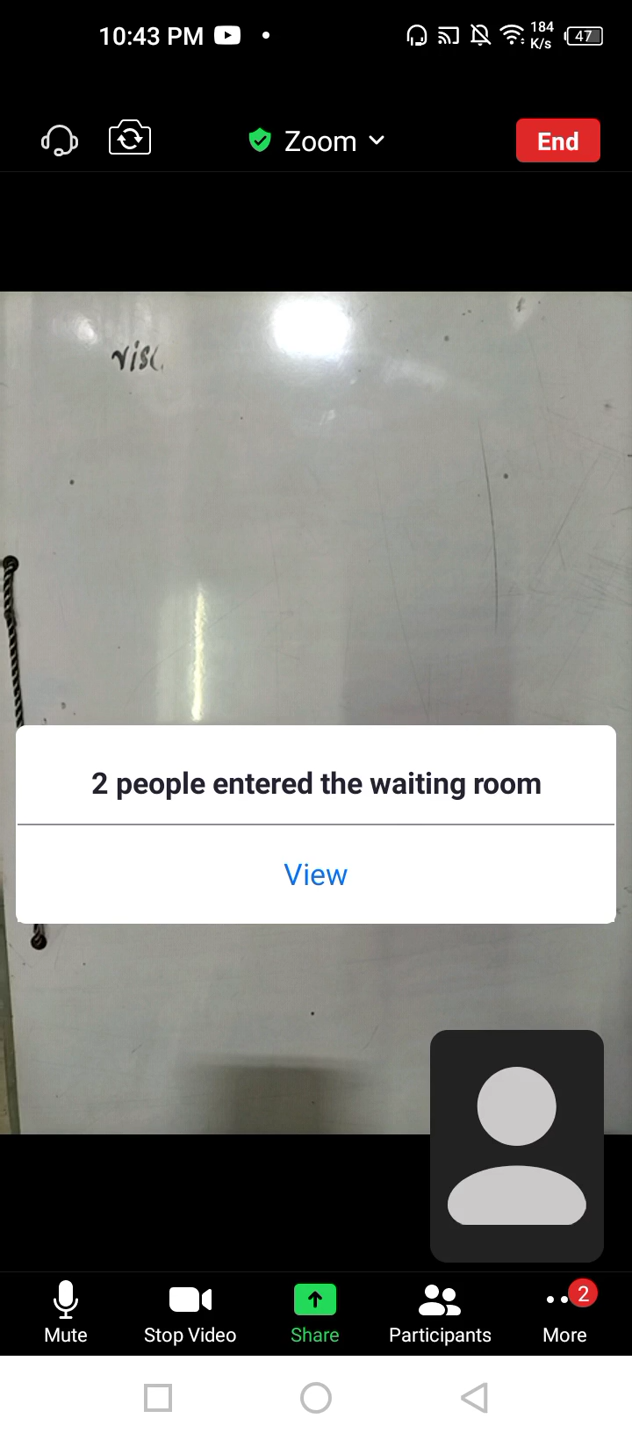 10:43 PM
184
K/s
47
Zoom
End
2 people entered the waiting room
View
2
Mute
Stop Video
Share
Participants
More